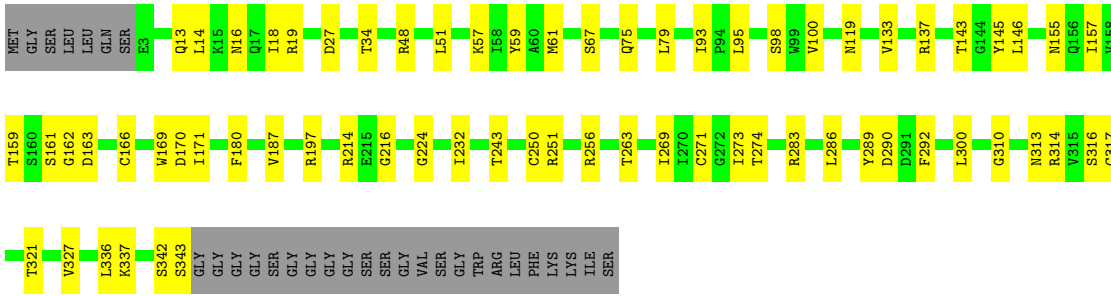 MET GLY SER LEU LEU GLN SER E3 Q13 L14 K15 N16 Q17 I18 R19 D27 T34 R48 L51 K57 I58 Y59 A60 M61 S67 Q75 L79 I93 P94 L95 S98 W99 V100 N119 V133 R137 T143 G144 Y145 L146 N155 Q156 I157
T159 S160 S161 G162 D163 C166 W169 D170 I171 F180 V187 R197 R214 E215 G216 G224 I232 T243 C250 R251 R256 T263 I269 I270 C271 G272 I273 T274 R283 L286 Y289 D290 D291 F292 L300 G310 N313 R314 V315 S316
T321 V327 L336 K337 S342 S343 GLY GLY GLY GLY SER GLY GLY GLY GLY SER SER GLY VAL SER GLY TRP ARG LEU PHE LYS LYS ILE SER